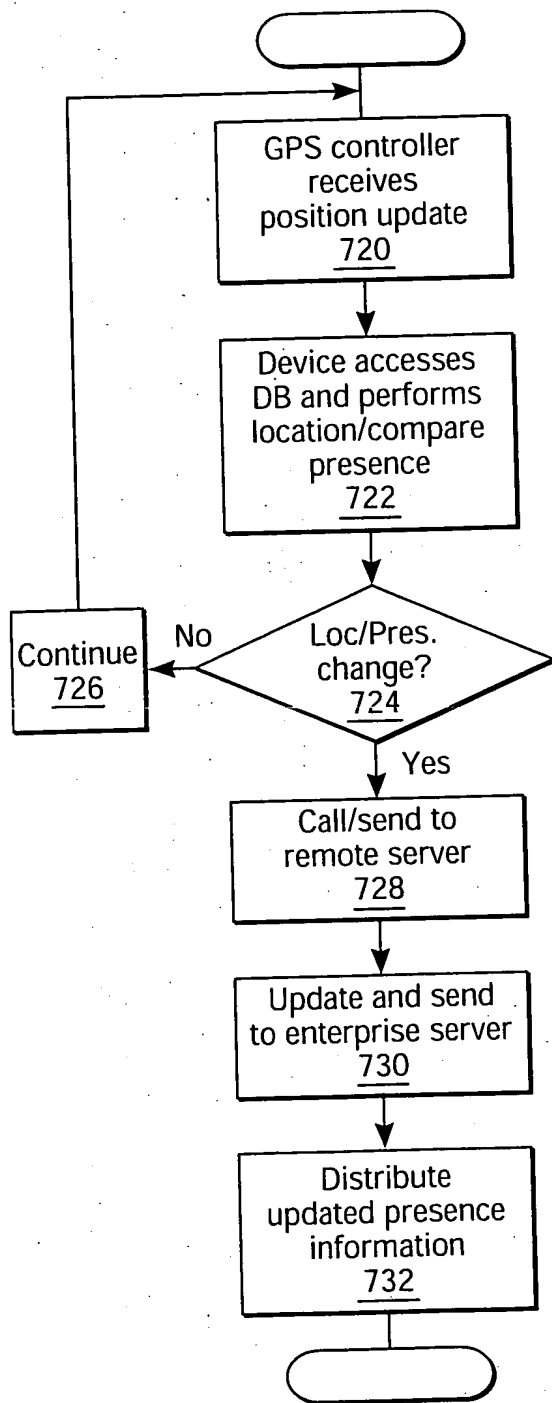 GPS controller
receives
position update
720
Device accesses
DB and performs
location/compare
presence
722
Loc/Pres.
change?
724
No
Continue
726
Yes
Call/send to
remote server
728
Update and send
to enterprise server
730
Distribute
updated presence
information
732